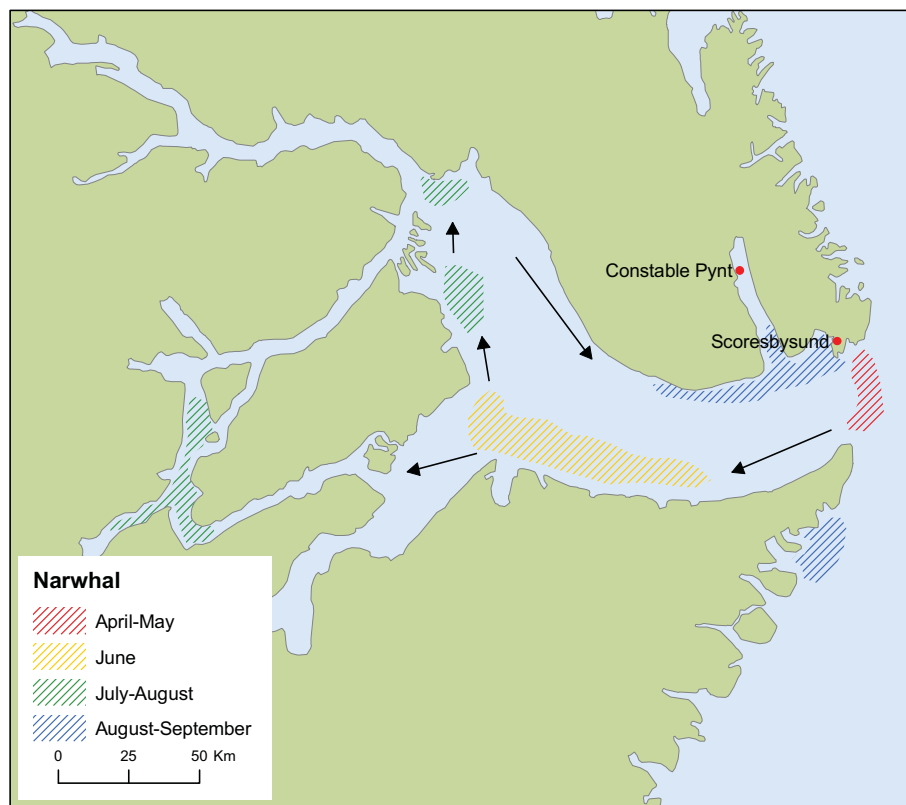 Constable Pynt
Scoresbysund
Narwhal
April-May
June
July-August
August-September
0 25 50 Km